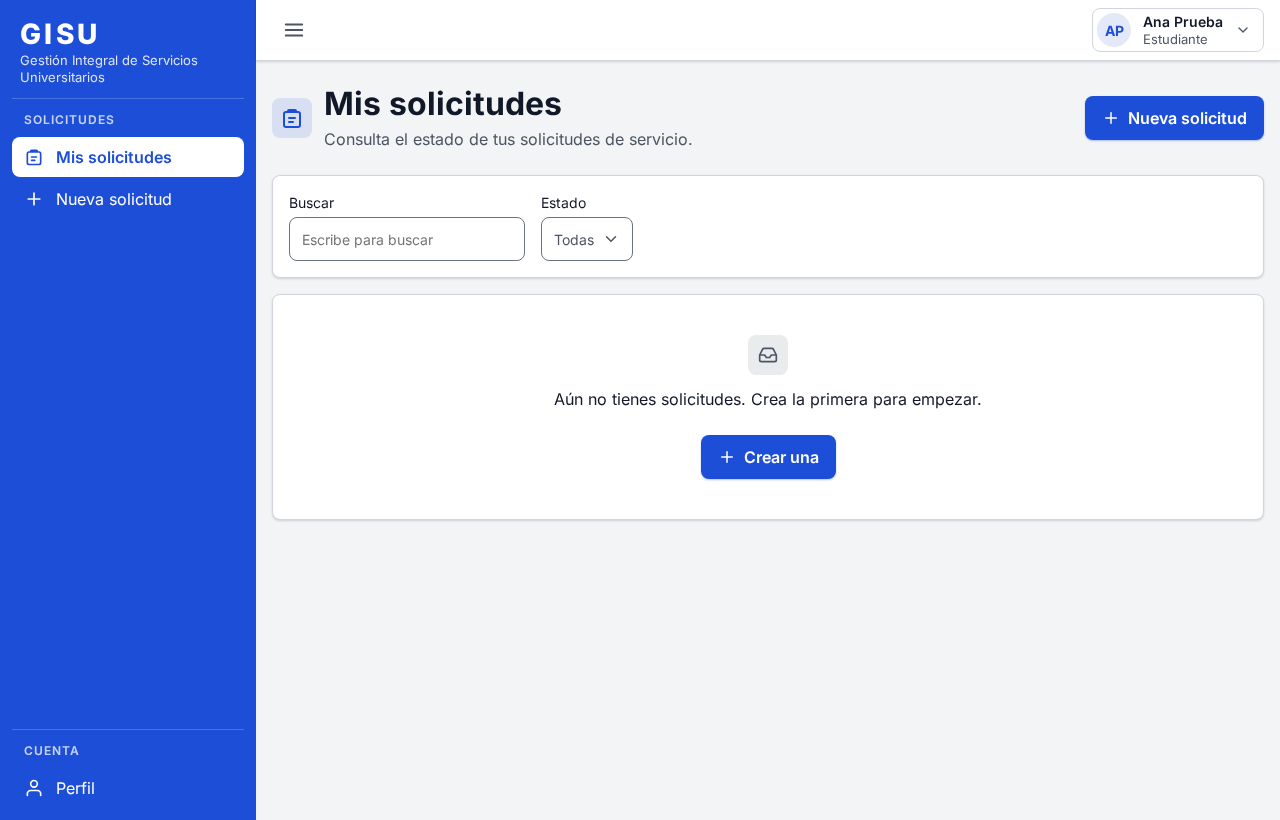 GISU
Gestión Integral de Servicios
Universitarios
SOLICITUDES
Mis solicitudes
Nueva solicitud
CUENTA
Perfil
AP
Ana Prueba
Estudiante
Mis solicitudes
Consulta el estado de tus solicitudes de servicio.
Nueva solicitud
Buscar
Escribe para buscar
Estado
Todas
Aún no tienes solicitudes. Crea la primera para empezar.
Crear una